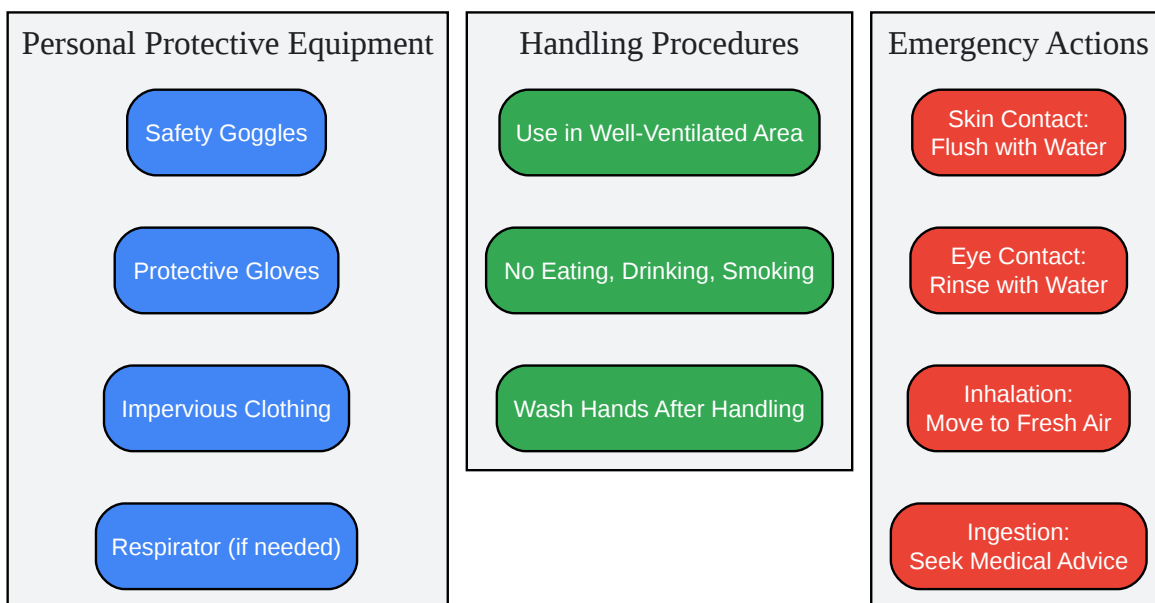 Personal Protective Equipment
Safety Goggles
Protective Gloves
Impervious Clothing
Respirator (if needed)
Handling Procedures
Use in Well-Ventilated Area
No Eating, Drinking, Smoking
Wash Hands After Handling
Emergency Actions
Skin Contact:
Flush with Water
Eye Contact:
Rinse with Water
Inhalation:
Move to Fresh Air
Ingestion:
Seek Medical Advice